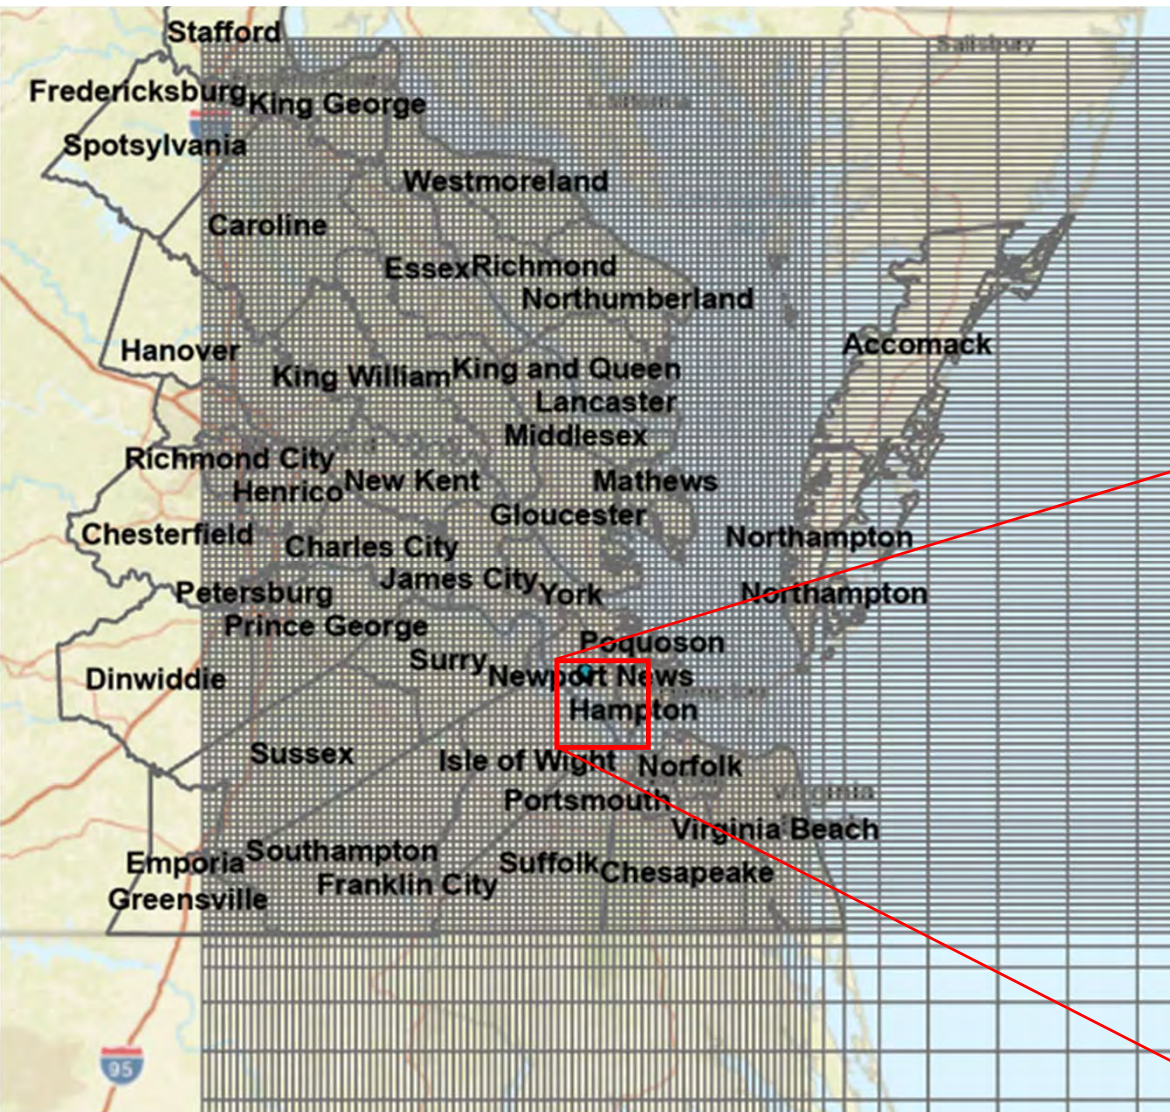 Stafford
Salisbury
Fredericksburg
King George
California
Spotsylvania
Westmoreland
Caroline
Essex
Richmond
Northumberland
Accomack
Hanover
King William
King and Queen
Lancaster
Middlesex
Richmond City
New Kent
Mathews
Henrico
Gloucester
Chesterfield
Charles City
Northampton
James City
York
Northampton
Petersburg
Prince George
Poquoson
Surry
Newport News
Dinwiddie
Hampton
Sussex
Isle of Wight
Norfolk
Virginia
Portsmouth
Virginia Beach
Emporia
Southampton
Suffolk
Chesapeake
Franklin City
Greensville
95